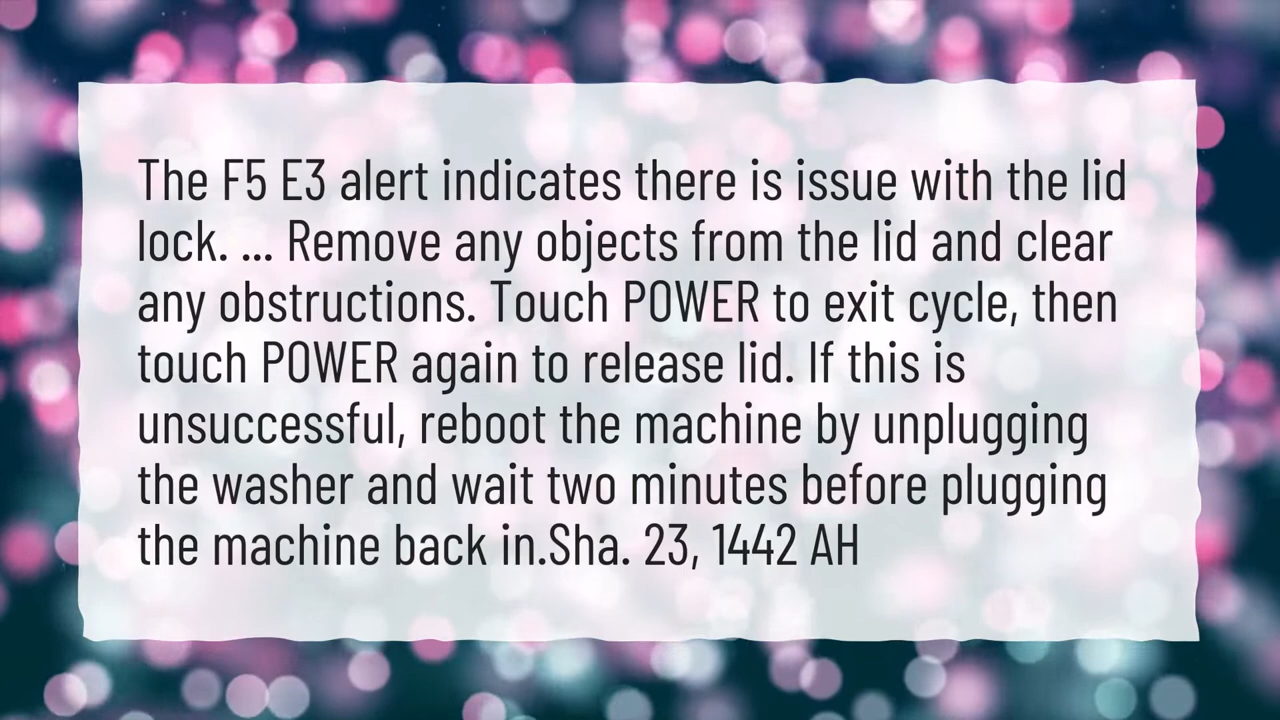 The F5 E3 alert indicates there is issue with the lid
lock. ... Remove any objects from the lid and clear
any obstructions. Touch POWER to exit cycle, then
touch POWER again to release lid. If this is
unsuccessful, reboot the machine by unplugging
the washer and wait two minutes before plugging
the machine back in.Sha. 23, 1442 AH